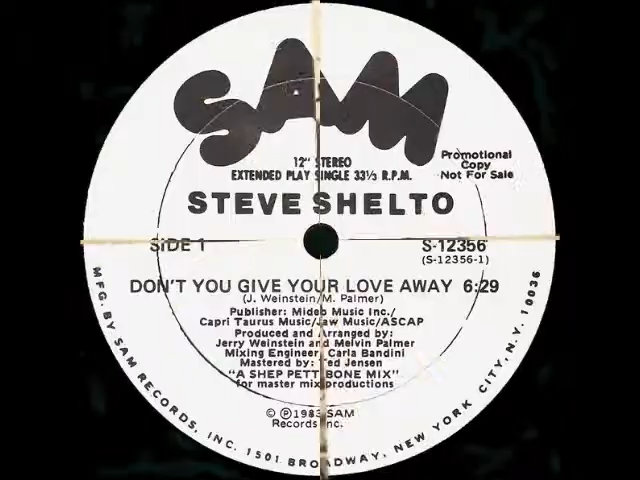 SAM
12" STEREO
EXTENDED PLAY SINGLE 33⅓ R.P.M.
Promotional
Copy
Not For Sale
STEVE SHELTO
SIDE 1
S-12356
(S-12356-1)
DON'T YOU GIVE YOUR LOVE AWAY 6:29
(J. Weinstein/M. Palmer)
Publisher: Mideb Music Inc./
Capri Taurus Music/Jaw Music/ASCAP
Produced and Arranged by:
Jerry Weinstein and Melvin Palmer
Mixing Engineer, Carla Bandini
Mastered by: Ted Jensen
"A SHEP PETTIBONE MIX"
for master mix productions
© ℗ 1983 SAM
Records Inc.
MFG. BY SAM RECORDS, INC. 1501 BROADWAY, NEW YORK CITY, N.Y. 10036